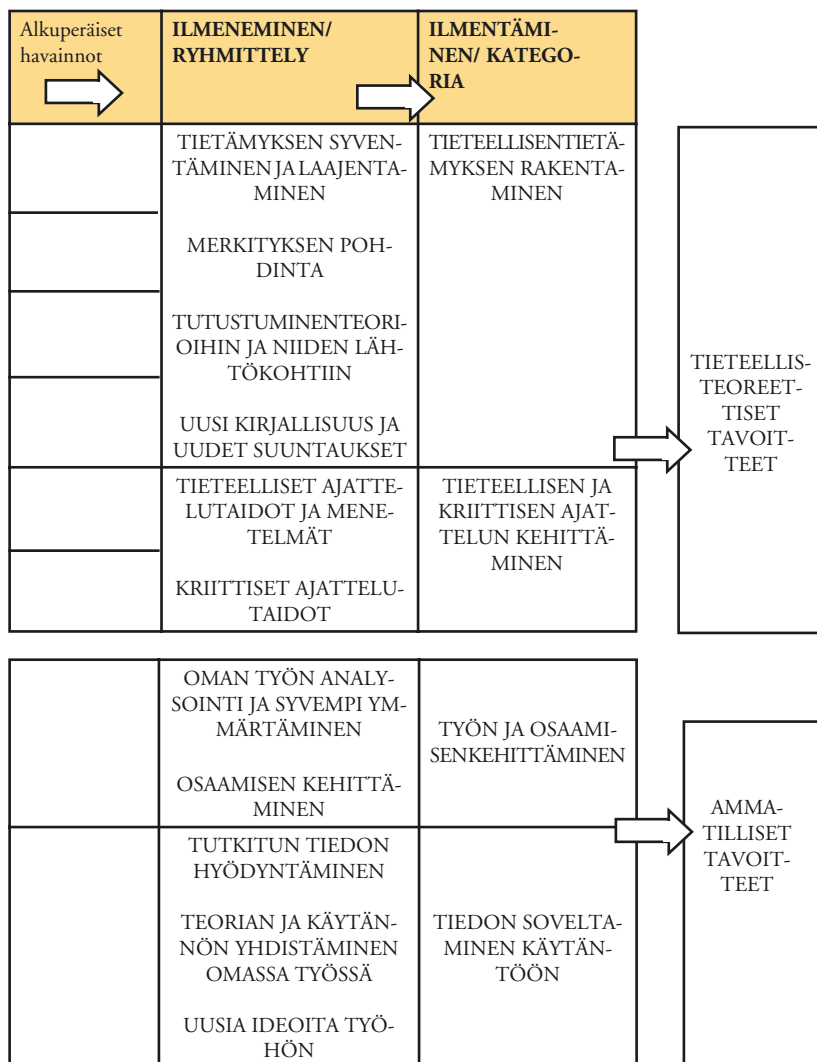 Alkuperäiset
havainnot
ILMENEMINEN/
RYHMITTELY
ILMENTÄMI-
NEN/ KATEGO-
RIA
TIETÄMYKSEN SYVEN-
TÄMINEN JA LAAJENTA-
MINEN
MERKITYKSEN POH-
DINTA
TUTUSTUMINENTEORI-
OIHIN JA NIIDEN LÄH-
TÖKOHTIIN
UUSI KIRJALLISUUS JA
UUDET SUUNTAUKSET
TIETEELLISENTIETÄ-
MYKSEN RAKENTA-
MINEN
TIETEELLISET AJATTE-
LUTAIDOT JA MENE-
TELMÄT
KRIITTISET AJATTELU-
TAIDOT
TIETEELLISEN JA
KRIITTISEN AJAT-
TELUN KEHITTÄ-
MINEN
TIETEELLIS-
TEOREET-
TISET
TAVOIT-
TEET
OMAN TYÖN ANALY-
SOINTI JA SYVEMPI YM-
MÄRTÄMINEN
OSAAMISEN KEHITTÄ-
MINEN
TYÖN JA OSAAMI-
SENKEHITTÄMINEN
TUTKITUN TIEDON
HYÖDYNTÄMINEN
TEORIAN JA KÄYTÄN-
NÖN YHDISTÄMINEN
OMASSA TYÖSSÄ
UUSIA IDEOITA TYÖ-
HÖN
TIEDON SOVELTA-
MINEN KÄYTÄN-
TÖÖN
AMMA-
TILLISET
TAVOIT-
TEET